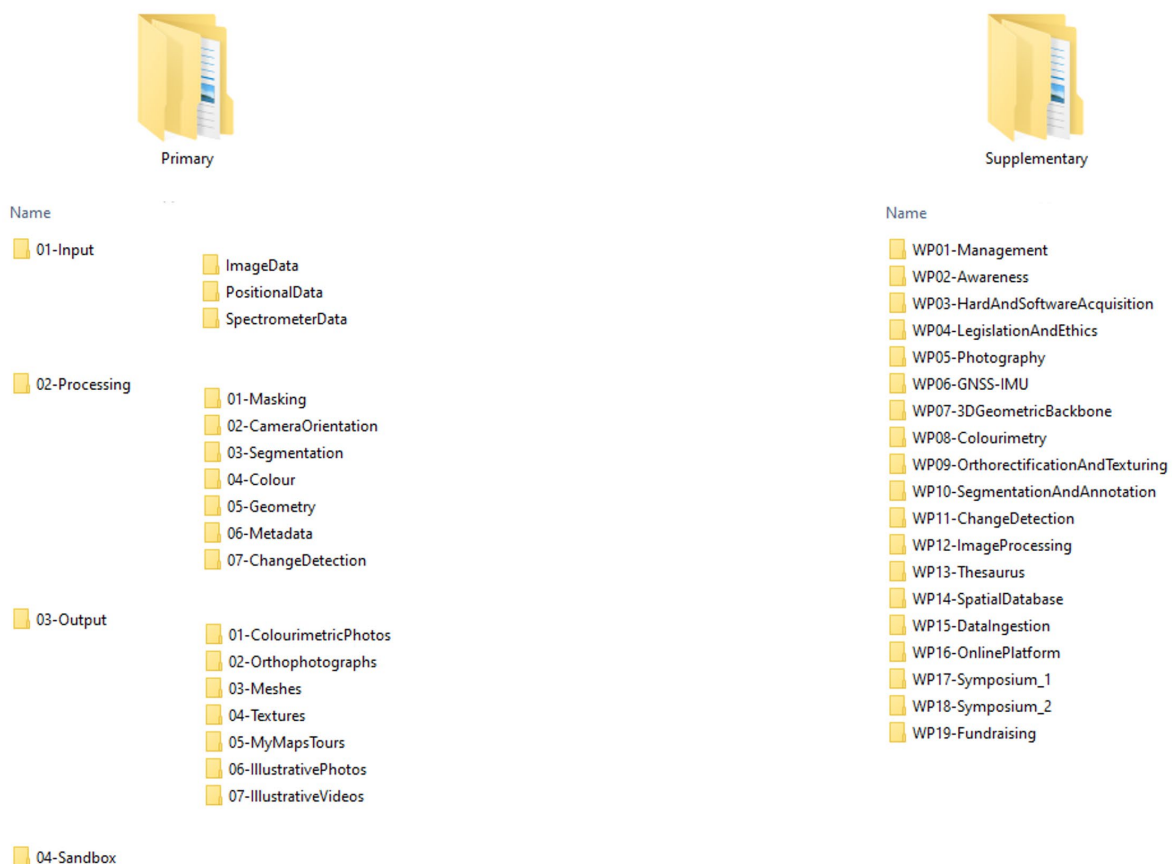 Primary
Name
01-Input
ImageData
PositionalData
SpectrometerData
02-Processing
01-Masking
02-CameraOrientation
03-Segmentation
04-Colour
05-Geometry
06-Metadata
07-ChangeDetection
03-Output
01-ColourimetricPhotos
02-Orthophotographs
03-Meshes
04-Textures
05-MyMapsTours
06-IllustrativePhotos
07-IllustrativeVideos
04-Sandbox
Supplementary
Name
WP01-Management
WP02-Awareness
WP03-HardAndSoftwareAcquisition
WP04-LegislationAndEthics
WP05-Photography
WP06-GNSS-IMU
WP07-3DGeometricBackbone
WP08-Colourimetry
WP09-OrthorectificationAndTexturing
WP10-SegmentationAndAnnotation
WP11-ChangeDetection
WP12-ImageProcessing
WP13-Thesaurus
WP14-SpatialDatabase
WP15-DataIngestion
WP16-OnlinePlatform
WP17-Symposium_1
WP18-Symposium_2
WP19-Fundraising